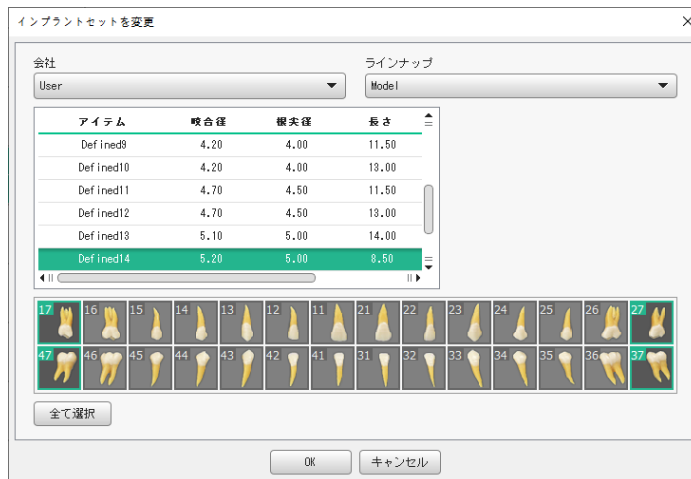 インプラントセットを変更
会社
ラインナップ
User
Model
アイテム 咬合径 根尖径 長さ
Defined9 4.20 4.00 11.50
Defined10 4.20 4.00 13.00
Defined11 4.70 4.50 11.50
Defined12 4.70 4.50 13.00
Defined13 5.10 5.00 14.00
Defined14 5.20 5.00 8.50
17 16 15 14 13 12 11 21 22 23 24 25 26 27
47 46 45 44 43 42 41 31 32 33 34 35 36 37
全て選択
OK キャンセル